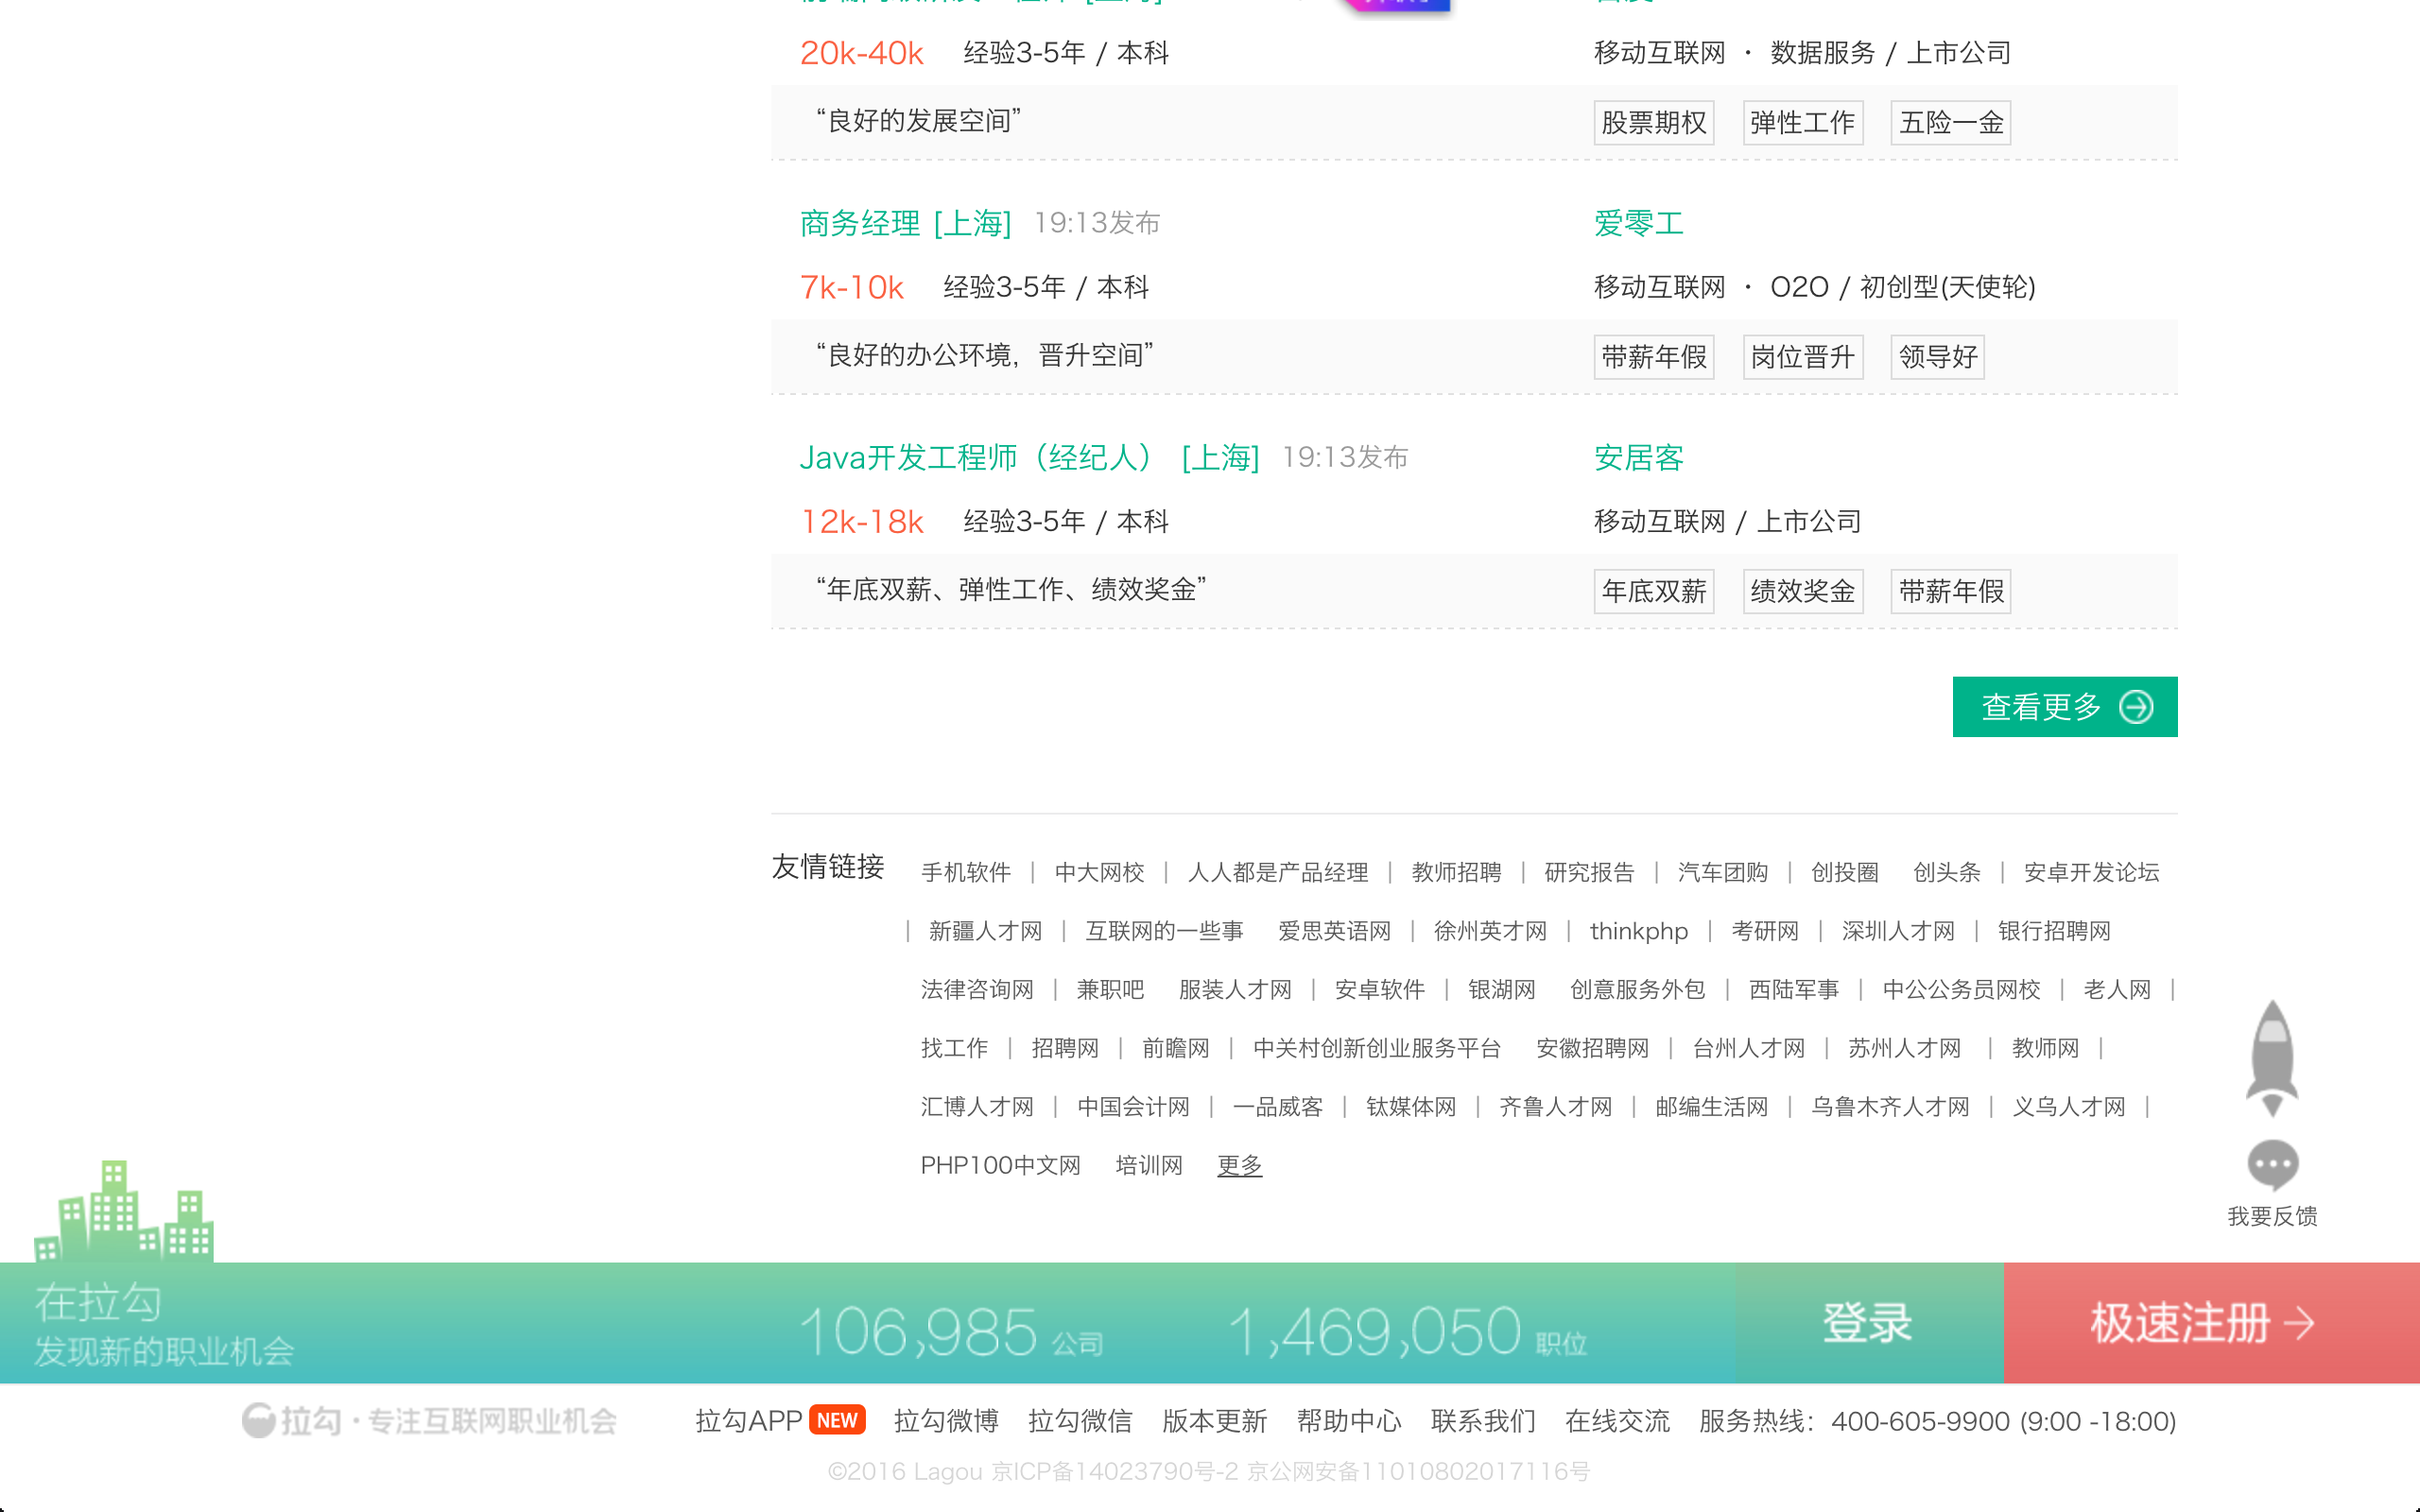 20k-40k 经验3-5年 / 本科 移动互联网 · 数据服务 / 上市公司
“良好的发展空间” 股票期权 弹性工作 五险一金
商务经理 [上海] 19:13发布 爱零工
7k-10k 经验3-5年 / 本科 移动互联网 · O2O / 初创型(天使轮)
“良好的办公环境，晋升空间” 带薪年假 岗位晋升 领导好
Java开发工程师（经纪人） [上海] 19:13发布 安居客
12k-18k 经验3-5年 / 本科 移动互联网 / 上市公司
“年底双薪、弹性工作、绩效奖金” 年底双薪 绩效奖金 带薪年假
查看更多
友情链接 手机软件 | 中大网校 | 人人都是产品经理 | 教师招聘 | 研究报告 | 汽车团购 | 创投圈 创头条 | 安卓开发论坛
| 新疆人才网 | 互联网的一些事 爱思英语网 | 徐州英才网 | thinkphp | 考研网 | 深圳人才网 | 银行招聘网
法律咨询网 | 兼职吧 服装人才网 | 安卓软件 | 银湖网 创意服务外包 | 西陆军事 | 中公公务员网校 | 老人网 |
找工作 | 招聘网 | 前瞻网 | 中关村创新创业服务平台 安徽招聘网 | 台州人才网 | 苏州人才网 | 教师网 |
汇博人才网 | 中国会计网 | 一品威客 | 钛媒体网 | 齐鲁人才网 | 邮编生活网 | 乌鲁木齐人才网 | 义乌人才网 |
PHP100中文网 培训网 更多
我要反馈
在拉勾
发现新的职业机会
106,985 公司 1,469,050 职位 登录 极速注册
拉勾 · 专注互联网职业机会 拉勾APP NEW 拉勾微博 拉勾微信 版本更新 帮助中心 联系我们 在线交流 服务热线：400-605-9900 (9:00 -18:00)
©2016 Lagou 京ICP备14023790号-2 京公网安备11010802017116号